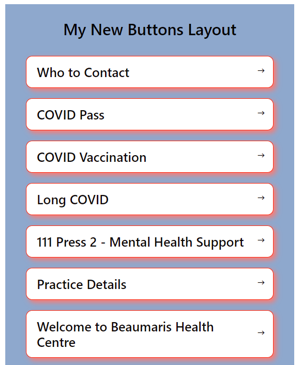 My New Buttons Layout
Who to Contact →
COVID Pass →
COVID Vaccination →
Long COVID →
111 Press 2 - Mental Health Support →
Practice Details →
Welcome to Beaumaris Health →
Centre